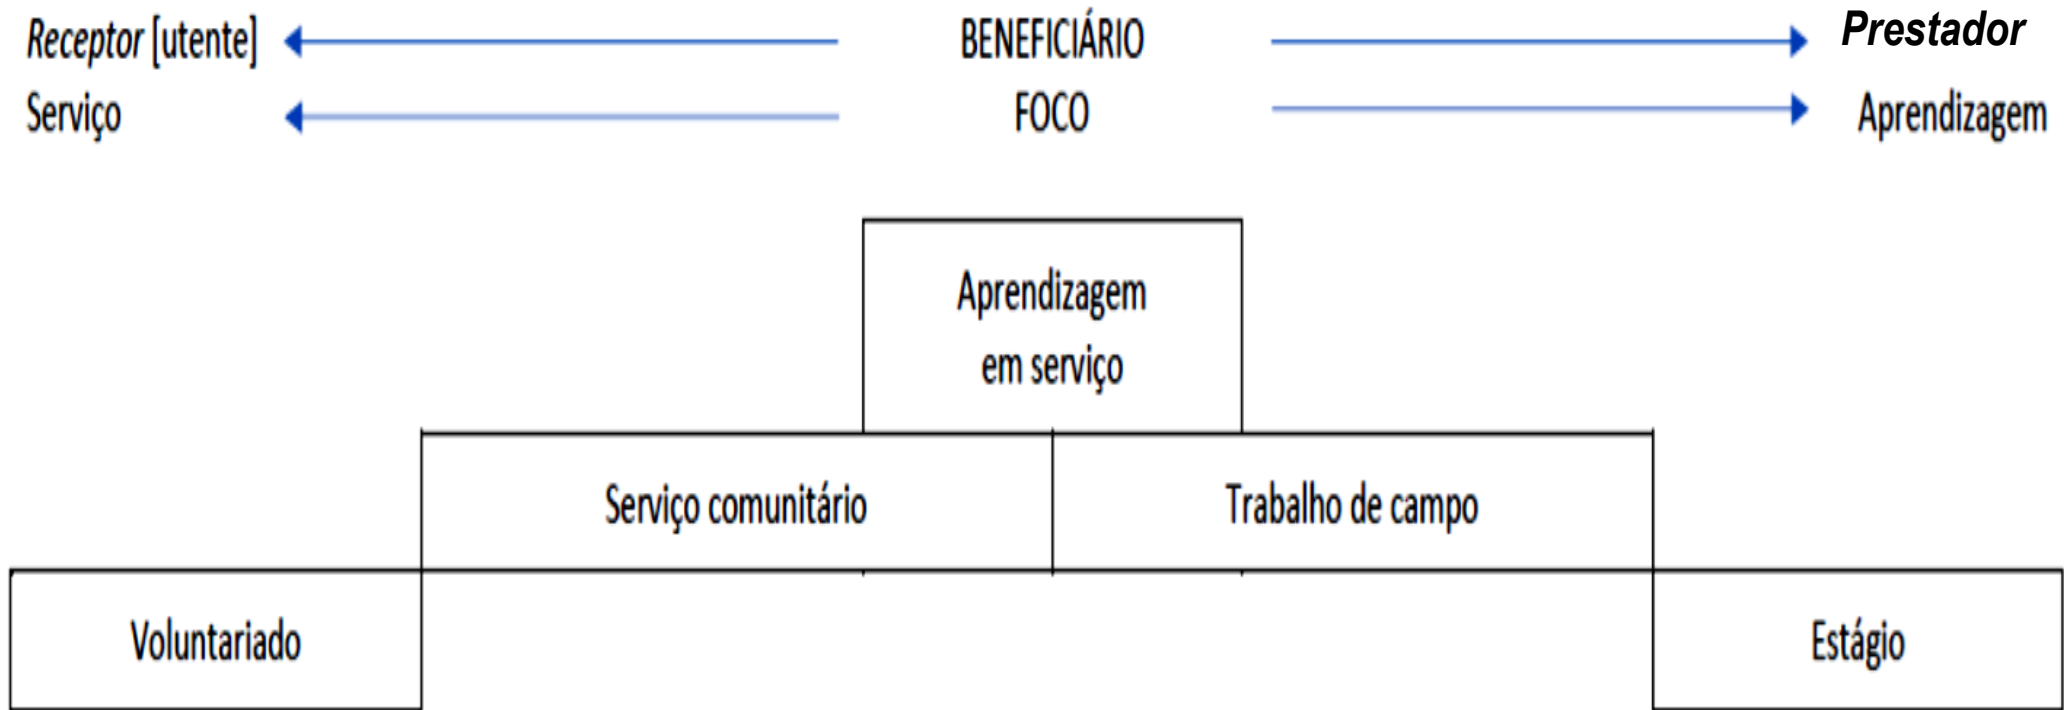 Receptor [utente] BENEFICIÁRIO Prestador
Serviço FOCO Aprendizagem
Aprendizagem
em serviço
Serviço comunitário Trabalho de campo
Voluntariado Estágio